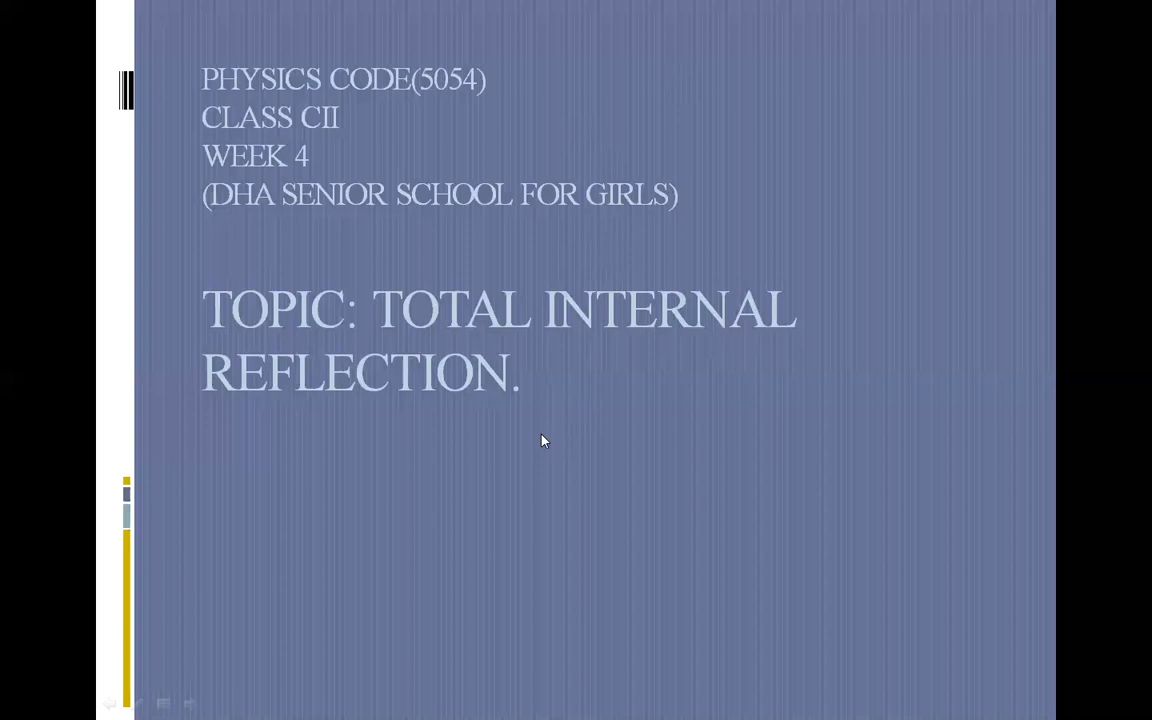 PHYSICS CODE(5054)
CLASS CII
WEEK 4
(DHA SENIOR SCHOOL FOR GIRLS)
TOPIC: TOTAL INTERNAL
REFLECTION.